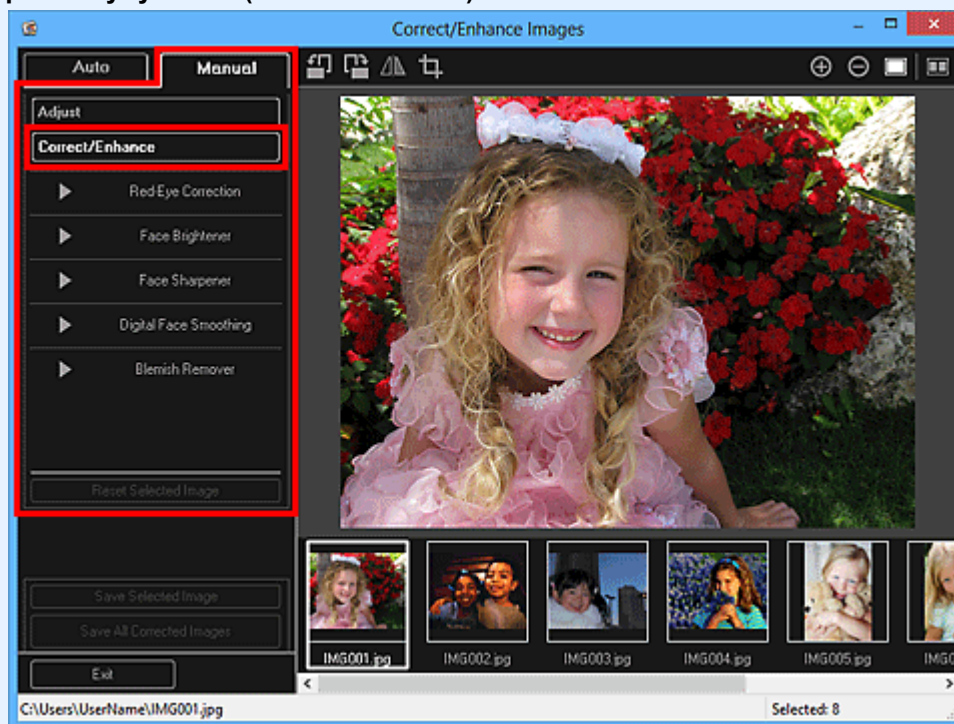 Correct/Enhance Images
Auto
Manual
Adjust
Correct/Enhance
Red-Eye Correction
Face Brightener
Face Sharpener
Digital Face Smoothing
Blemish Remover
Reset Selected Image
Save Selected Image
Save All Corrected Images
Exit
IMG001.jpg
IMG002.jpg
IMG003.jpg
IMG004.jpg
IMG005.jpg
C:\Users\UserName\IMG001.jpg
Selected: 8